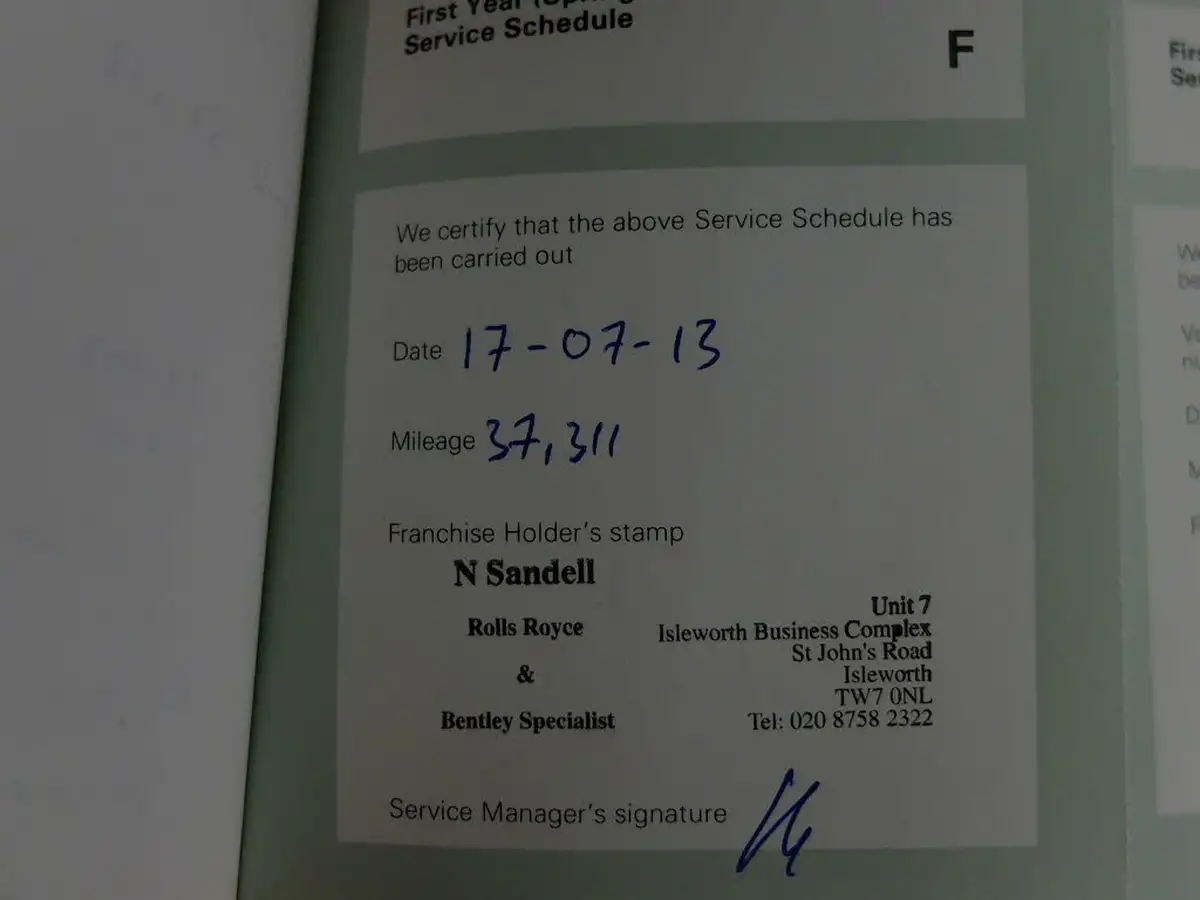 First Year
Service Schedule
F
We certify that the above Service Schedule has
been carried out
Date 17-07-13
Mileage 37,311
Franchise Holder's stamp
N Sandell
Rolls Royce
&
Bentley Specialist
Unit 7
Isleworth Business Complex
St John's Road
Isleworth
TW7 0NL
Tel: 020 8758 2322
Service Manager's signature